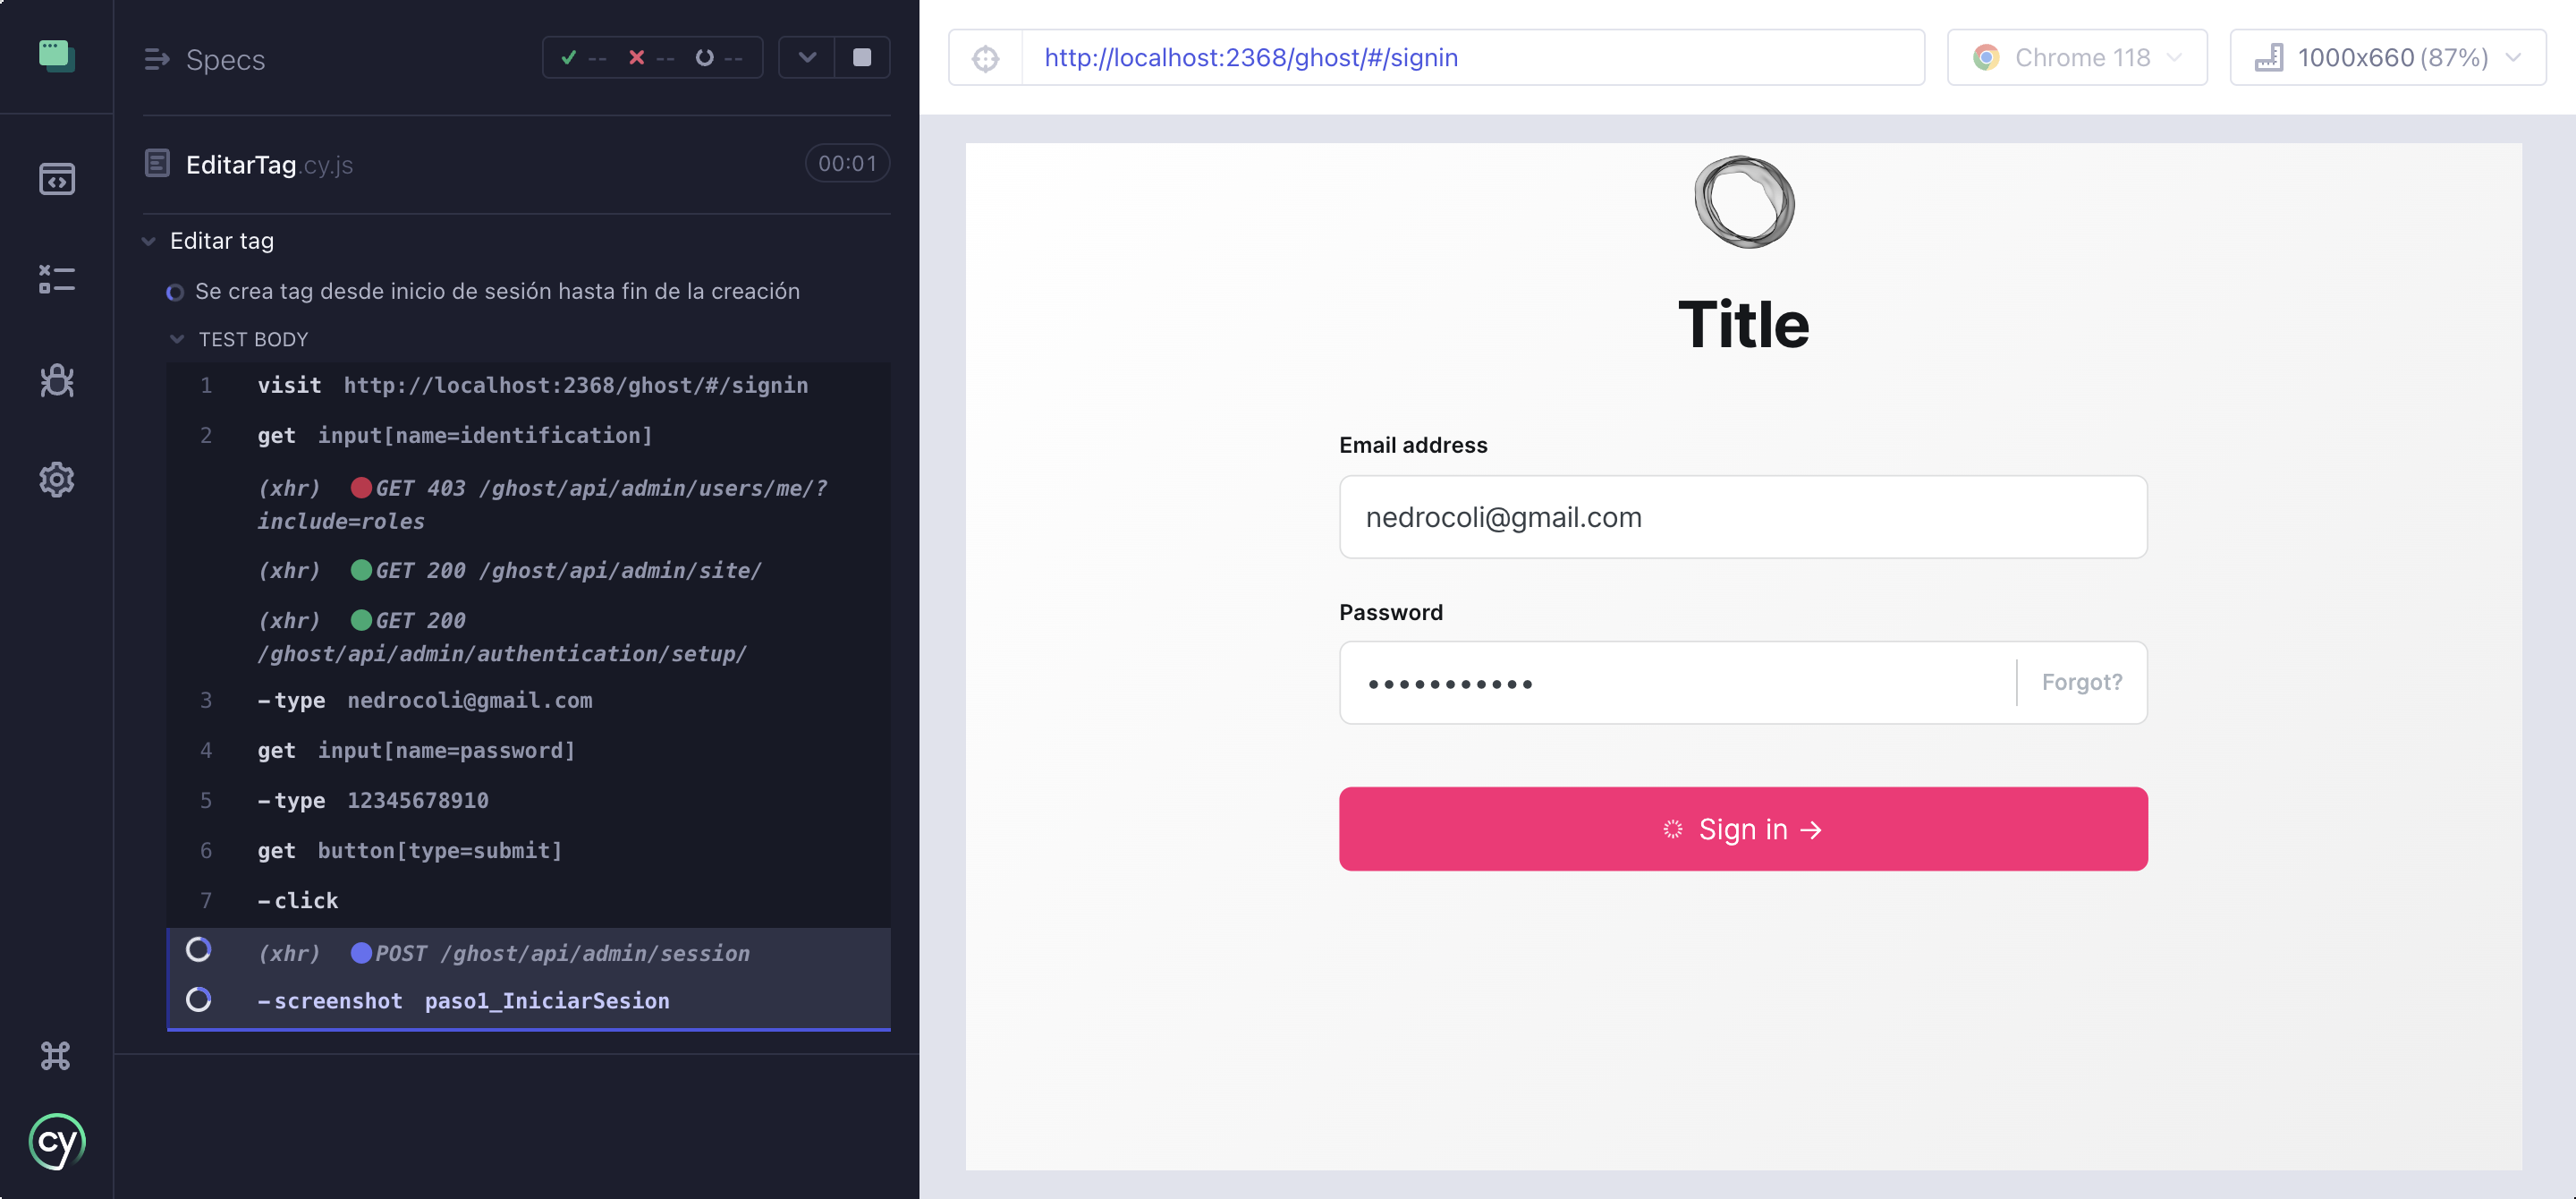 Specs
-- -- --
EditarTag.cy.js
00:01
Editar tag
Se crea tag desde inicio de sesión hasta fin de la creación
TEST BODY
1 visit http://localhost:2368/ghost/#/signin
2 get input[name=identification]
(xhr) GET 403 /ghost/api/admin/users/me/?
include=roles
(xhr) GET 200 /ghost/api/admin/site/
(xhr) GET 200
/ghost/api/admin/authentication/setup/
3 -type nedrocoli@gmail.com
4 get input[name=password]
5 -type 12345678910
6 get button[type=submit]
7 -click
(xhr) POST /ghost/api/admin/session
-screenshot paso1_IniciarSesion
cy
http://localhost:2368/ghost/#/signin
Chrome 118
1000x660 (87%)
Title
Email address
nedrocoli@gmail.com
Password
•••••••••••
Forgot?
Sign in →